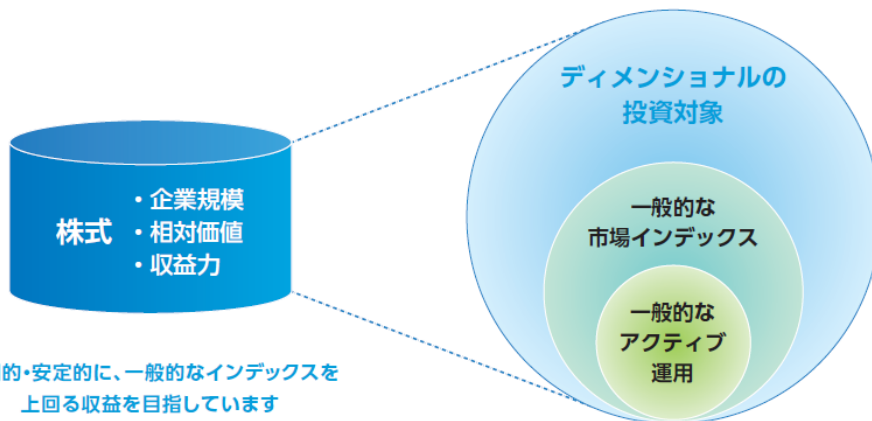 ディメンショナルの
投資対象
株式
・企業規模
・相対価値
・収益力
一般的な
市場インデックス
一般的な
アクティブ
運用
的・安定的に、一般的なインデックスを
上回る収益を目指しています